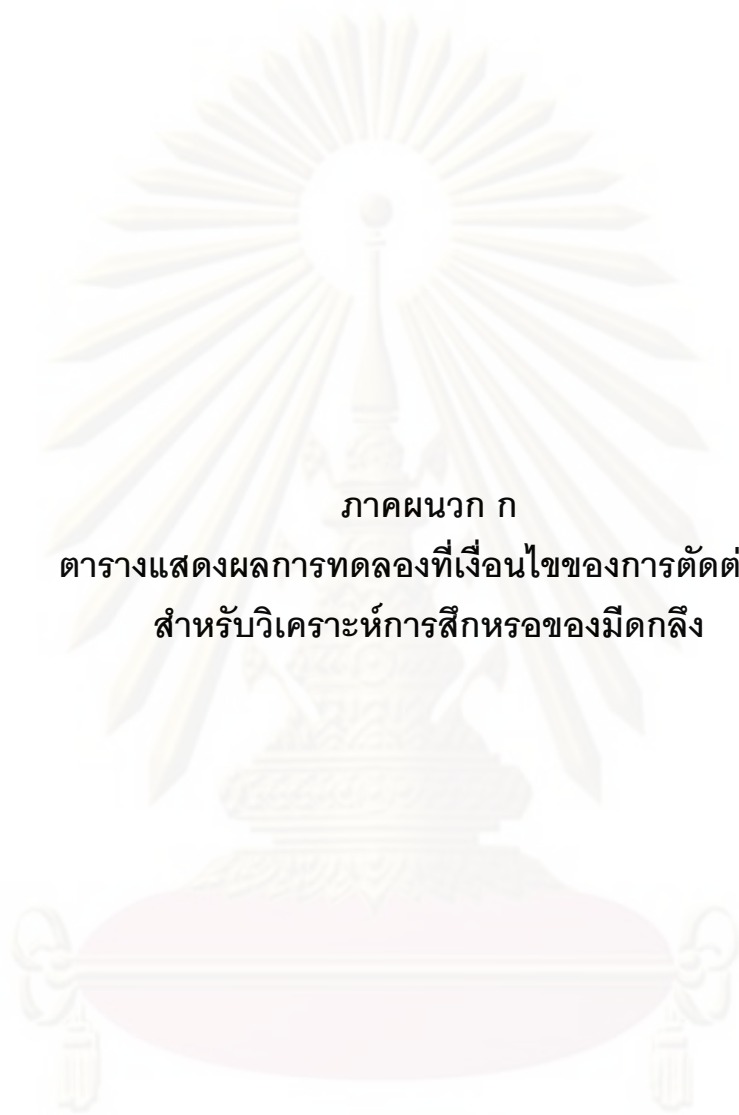 ภาคผนวก ก
ตารางแสดงผลการทดลองที่เงื่อนไขของการตัดต่
สำหรับวิเคราะห์การสึกหรอของมีดกลึง